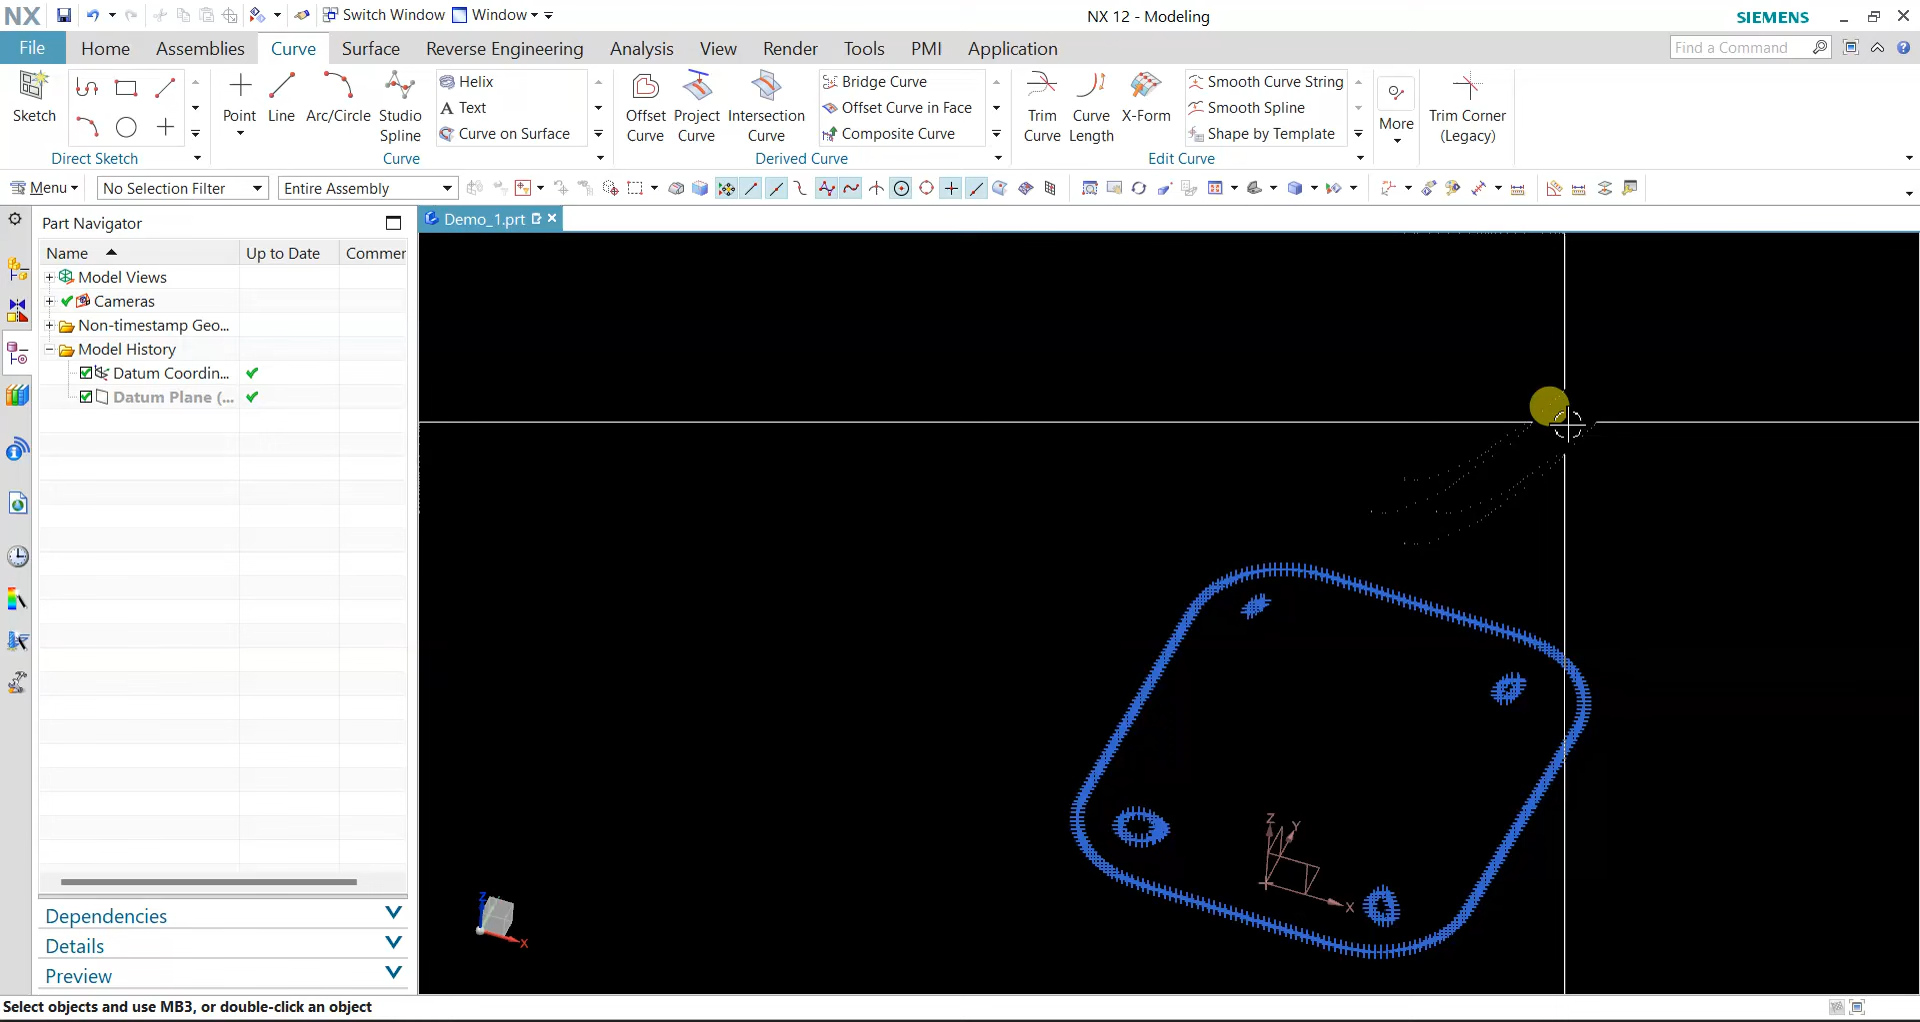 NX Switch Window Window NX 12 - Modeling SIEMENS
File Home Assemblies Curve Surface Reverse Engineering Analysis View Render Tools PMI Application Find a Command
Sketch
Direct Sketch
Point Line Arc/Circle Studio Spline
Helix
Text
Curve on Surface
Curve
Offset Curve Project Curve Intersection Curve
Bridge Curve
Offset Curve in Face
Composite Curve
Derived Curve
Trim Curve Curve Length X-Form
Smooth Curve String
Smooth Spline
Shape by Template
Edit Curve
More
Trim Corner (Legacy)
Menu No Selection Filter Entire Assembly
Part Navigator Demo_1.prt
Name Up to Date Commer
Model Views
Cameras
Non-timestamp Geo...
Model History
Datum Coordin...
Datum Plane (...
Dependencies
Details
Preview
Z Y
X
Z
X
Select objects and use MB3, or double-click an object